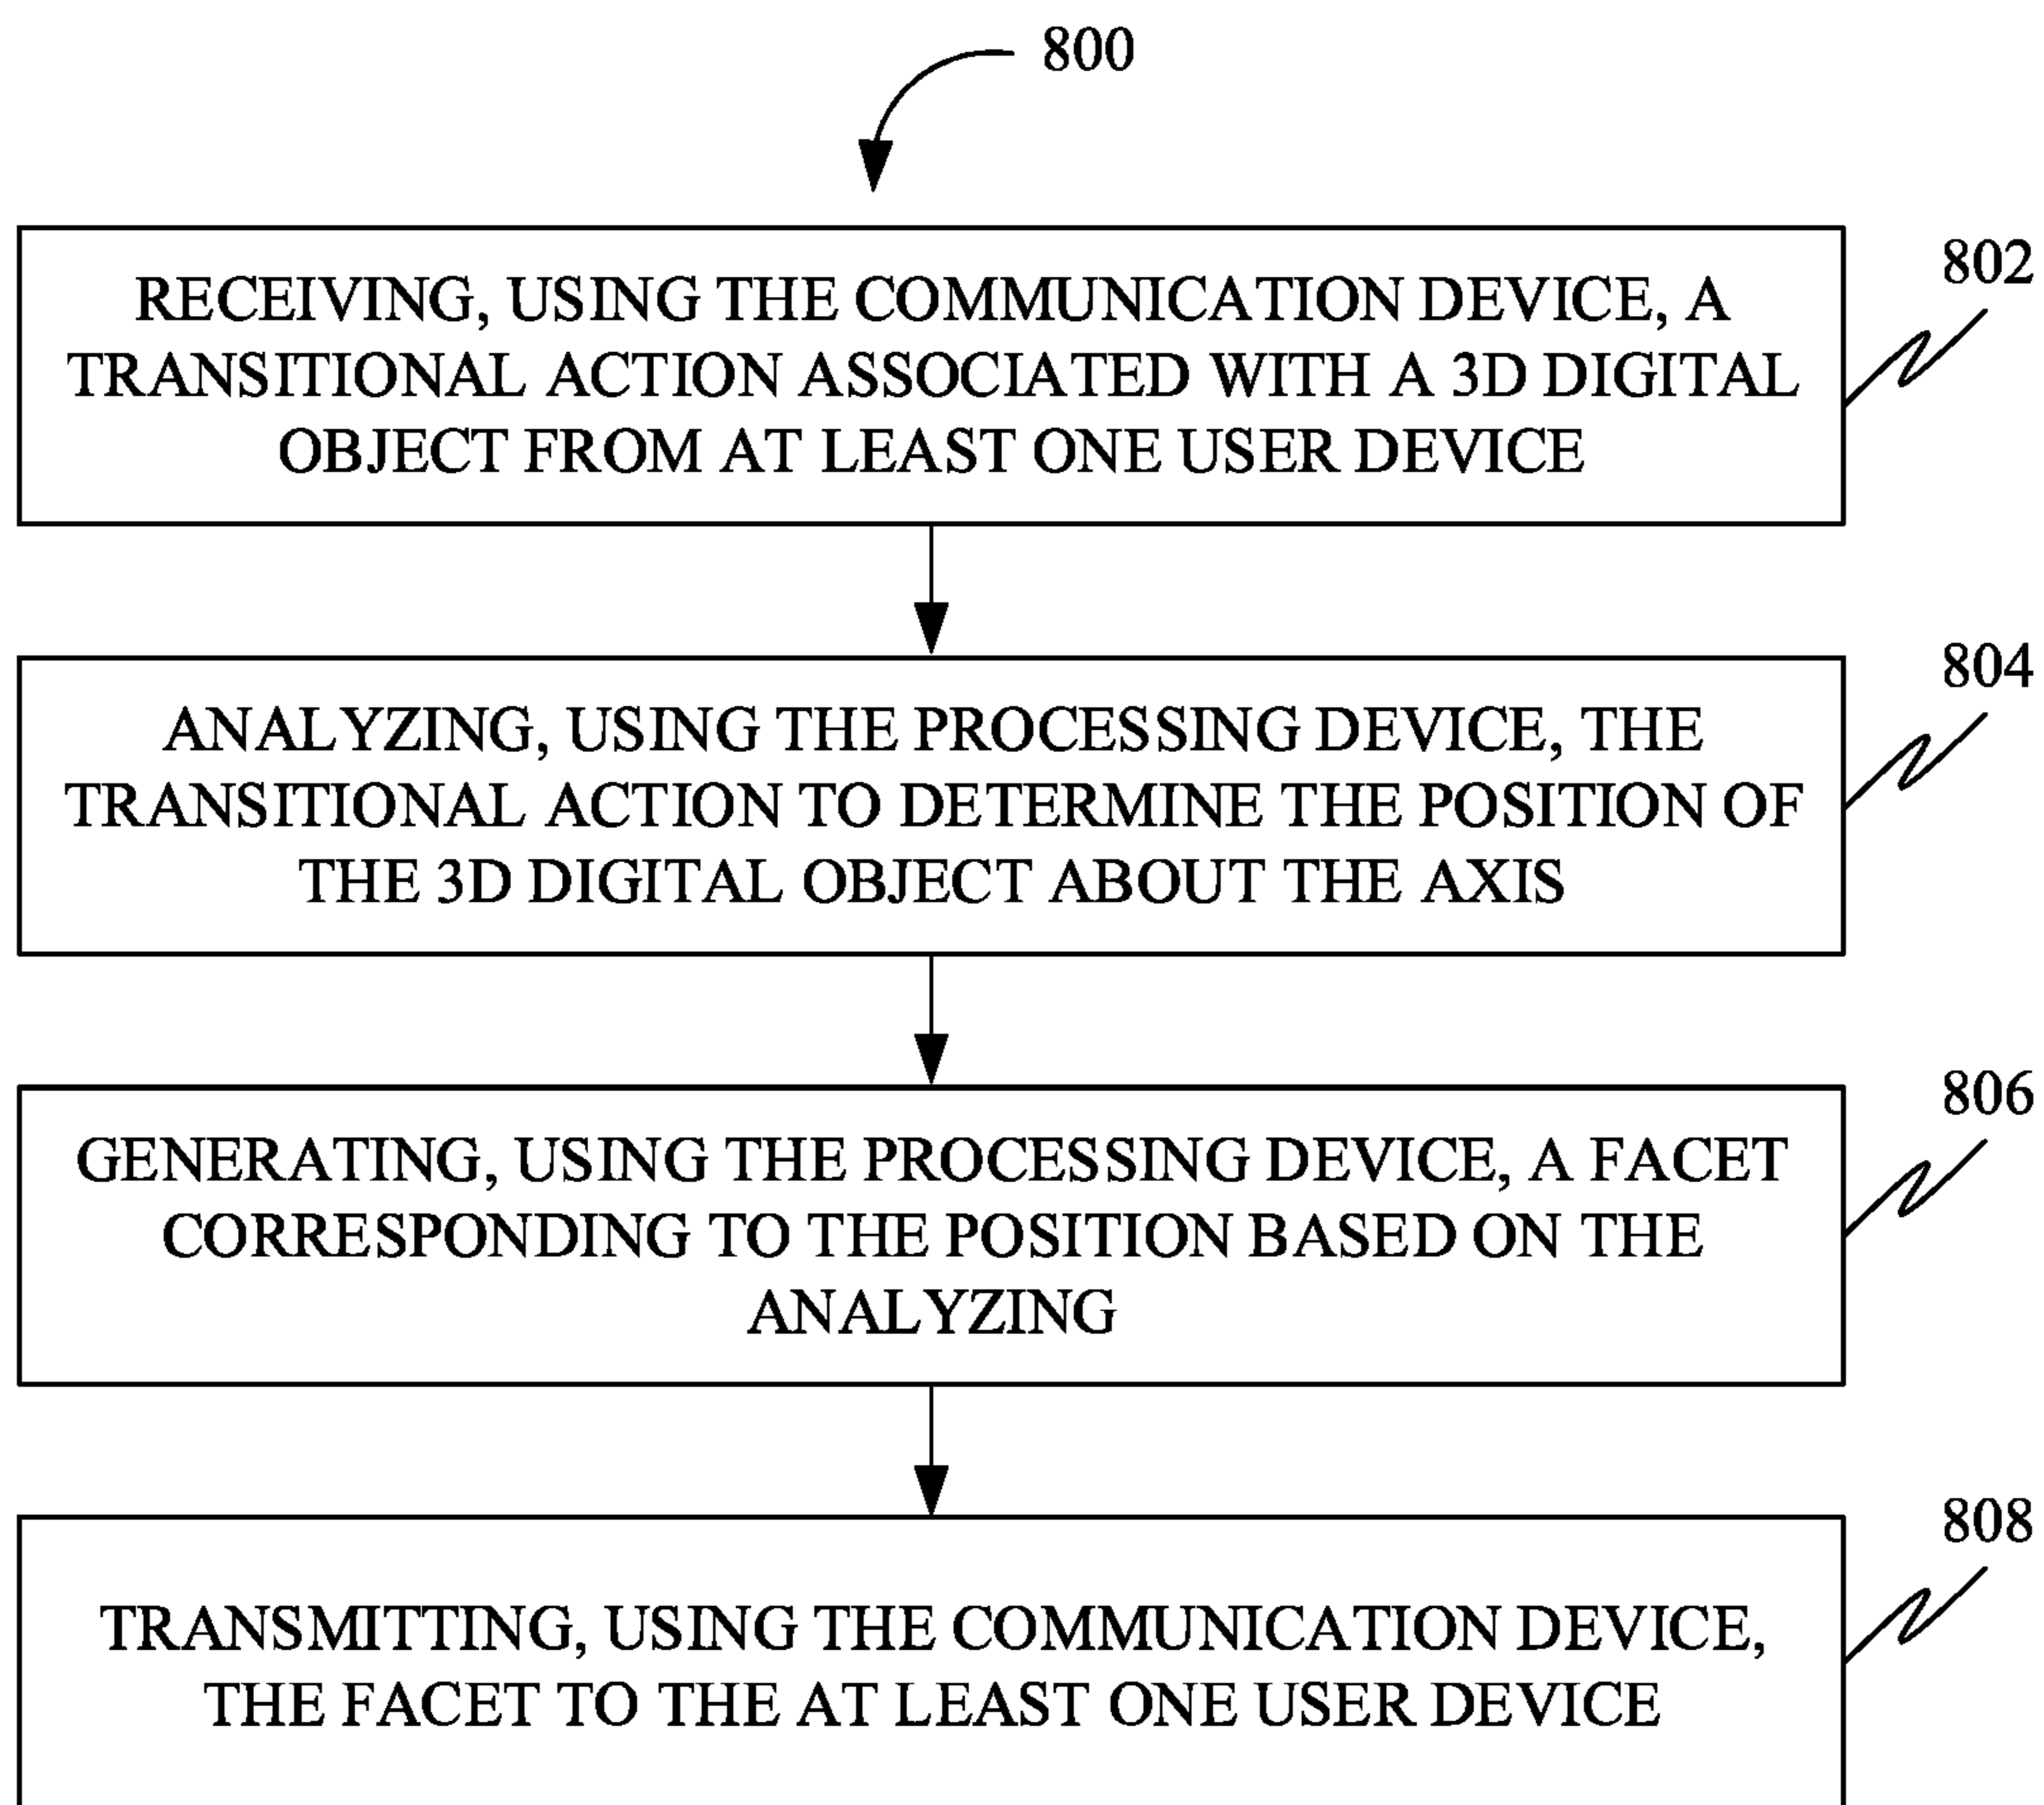 800
802
RECEIVING, USING THE COMMUNICATION DEVICE, A
TRANSITIONAL ACTION ASSOCIATED WITH A 3D DIGITAL
OBJECT FROM AT LEAST ONE USER DEVICE
804
ANALYZING, USING THE PROCESSING DEVICE, THE
TRANSITIONAL ACTION TO DETERMINE THE POSITION OF
THE 3D DIGITAL OBJECT ABOUT THE AXIS
806
GENERATING, USING THE PROCESSING DEVICE, A FACET
CORRESPONDING TO THE POSITION BASED ON THE
ANALYZING
808
TRANSMITTING, USING THE COMMUNICATION DEVICE,
THE FACET TO THE AT LEAST ONE USER DEVICE